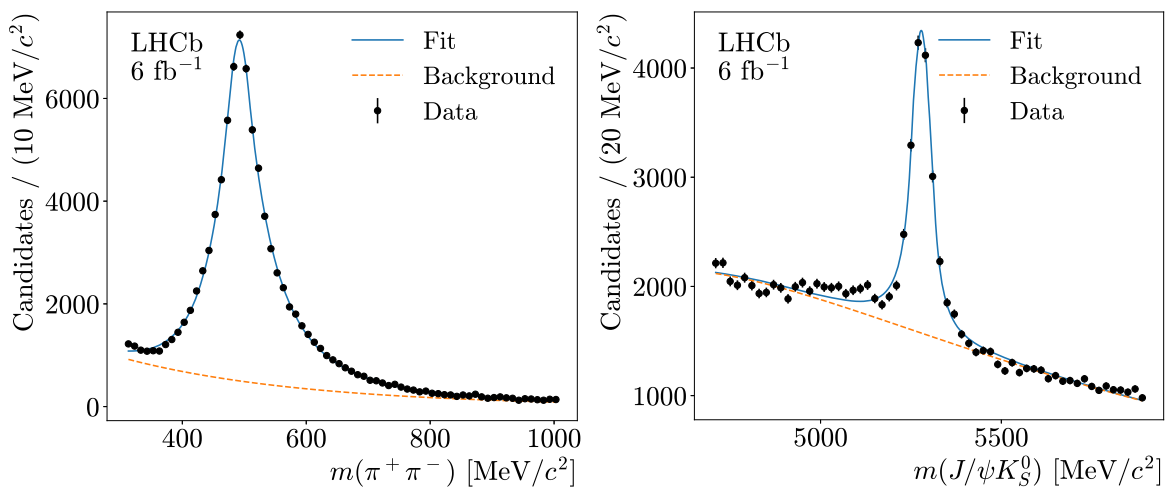 LHCb
6 fb⁻¹
Fit
Background
Data
Candidates / (10 MeV/c²)
6000
4000
2000
0
400
600
800
1000
m(π⁺π⁻) [MeV/c²]
LHCb
6 fb⁻¹
Fit
Background
Data
Candidates / (20 MeV/c²)
4000
3000
2000
1000
5000
5500
m(J/ψK_S⁰) [MeV/c²]